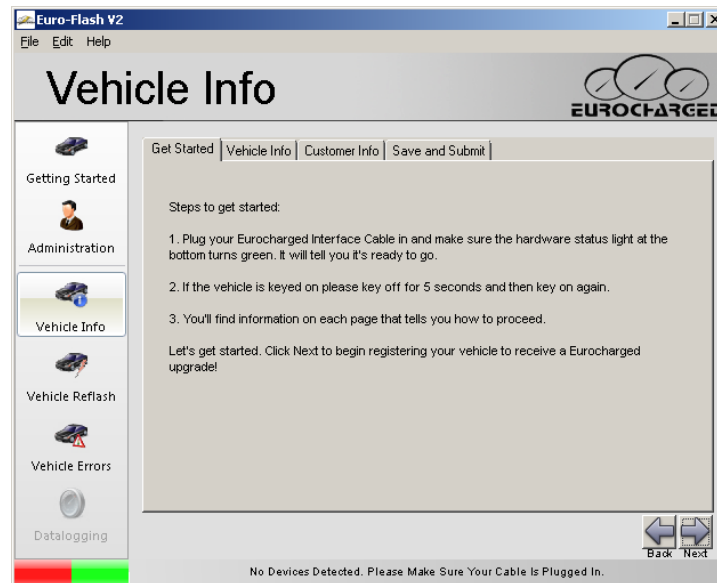 Euro-Flash V2
File Edit Help
Vehicle Info
EUROCHARGED
Getting Started
Administration
Vehicle Info
Vehicle Reflash
Vehicle Errors
Datalogging
Get Started Vehicle Info Customer Info Save and Submit
Steps to get started:
1. Plug your Eurocharged Interface Cable in and make sure the hardware status light at the
bottom turns green. It will tell you it's ready to go.
2. If the vehicle is keyed on please key off for 5 seconds and then key on again.
3. You'll find information on each page that tells you how to proceed.
Let's get started. Click Next to begin registering your vehicle to receive a Eurocharged
upgrade!
Back Next
No Devices Detected. Please Make Sure Your Cable Is Plugged In.